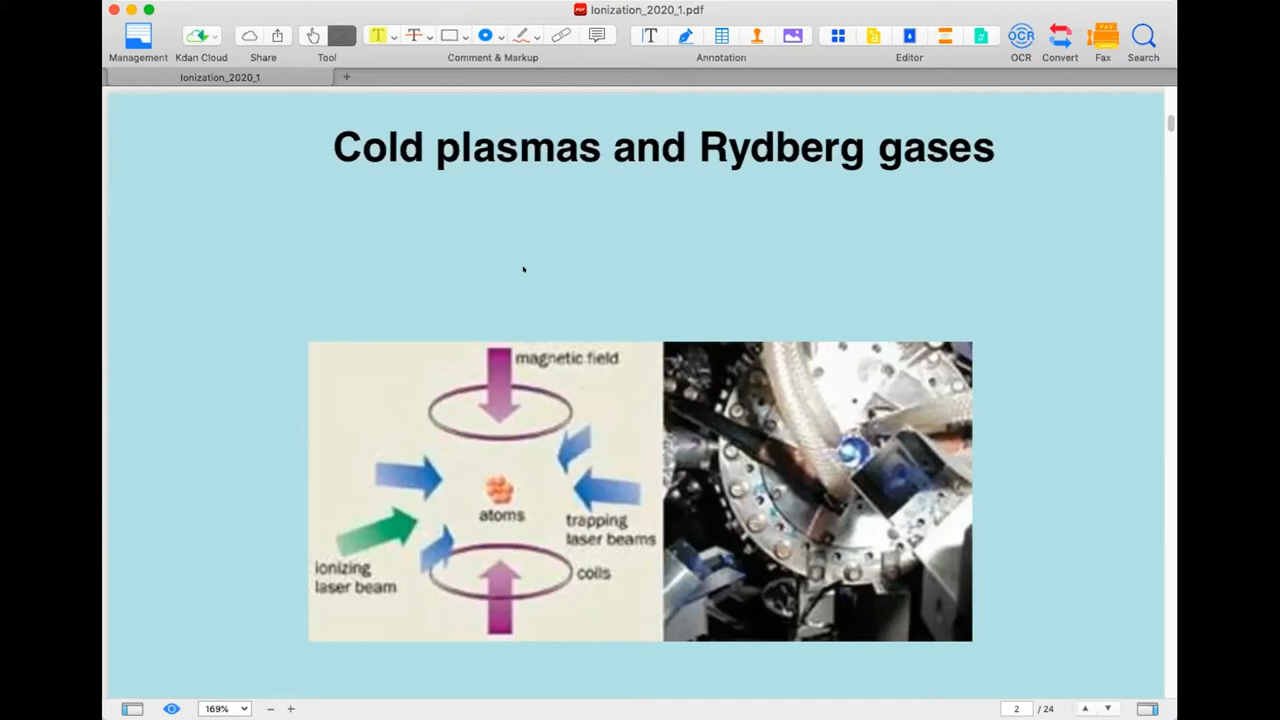 Ionization_2020_1.pdf
Management Kdan Cloud Share Tool Comment & Markup Annotation Editor OCR Convert Fax Search
Ionization_2020_1
Cold plasmas and Rydberg gases
magnetic field
atoms
trapping
laser beams
ionizing
laser beam
coils
169% 2 / 24